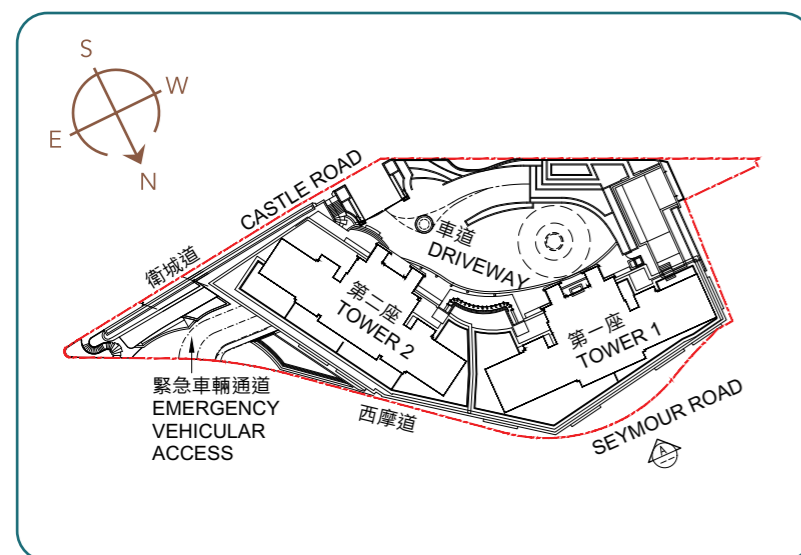 S
W
E
N
CASTLE ROAD
衛城道
車道
DRIVEWAY
第二座
TOWER 2
第一座
TOWER 1
緊急車輛通道
EMERGENCY
VEHICULAR
ACCESS
西摩道
SEYMOUR ROAD
A